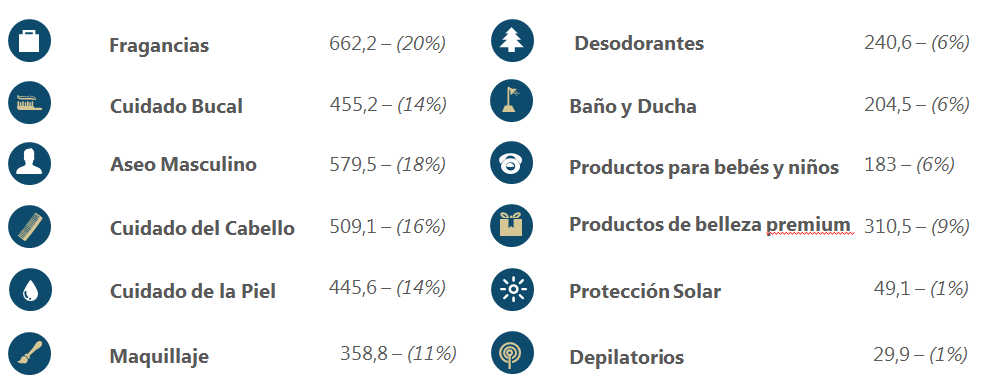 Fragancias 662,2 – (20%)
Cuidado Bucal 455,2 – (14%)
Aseo Masculino 579,5 – (18%)
Cuidado del Cabello 509,1 – (16%)
Cuidado de la Piel 445,6 – (14%)
Maquillaje 358,8 – (11%)
Desodorantes 240,6 – (6%)
Baño y Ducha 204,5 – (6%)
Productos para bebés y niños 183 – (6%)
Productos de belleza premium 310,5 – (9%)
Protección Solar 49,1 – (1%)
Depilatorios 29,9 – (1%)